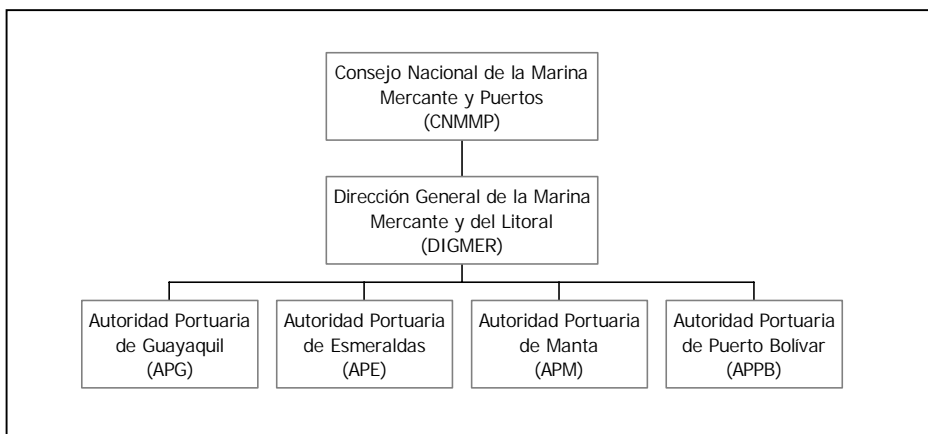 Consejo Nacional de la Marina
Mercante y Puertos
(CNMMP)
Dirección General de la Marina
Mercante y del Litoral
(DIGMER)
Autoridad Portuaria
de Guayaquil
(APG)
Autoridad Portuaria
de Esmeraldas
(APE)
Autoridad Portuaria
de Manta
(APM)
Autoridad Portuaria
de Puerto Bolívar
(APPB)